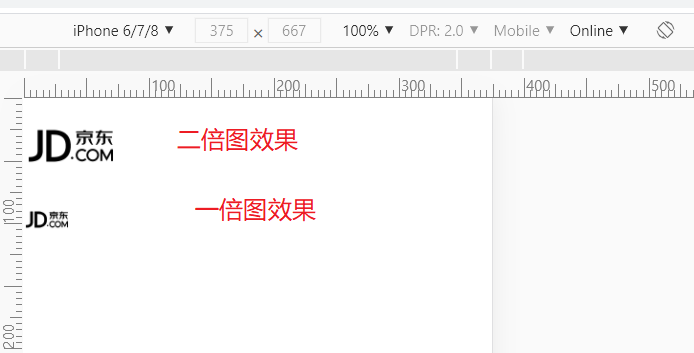 iPhone 6/7/8 ▼ 375 × 667 100% ▼ DPR: 2.0 ▼ Mobile ▼ Online ▼
100 200 300 400 500
JD 京东 .COM 二倍图效果
100
JD 京东 .COM 一倍图效果
200